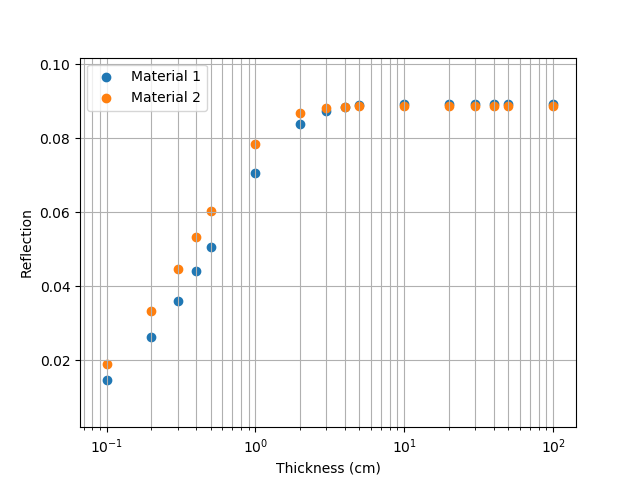 Material 1
Material 2
0.10
0.08
0.06
0.04
0.02
Reflection
10⁻¹
10⁰
10¹
10²
Thickness (cm)